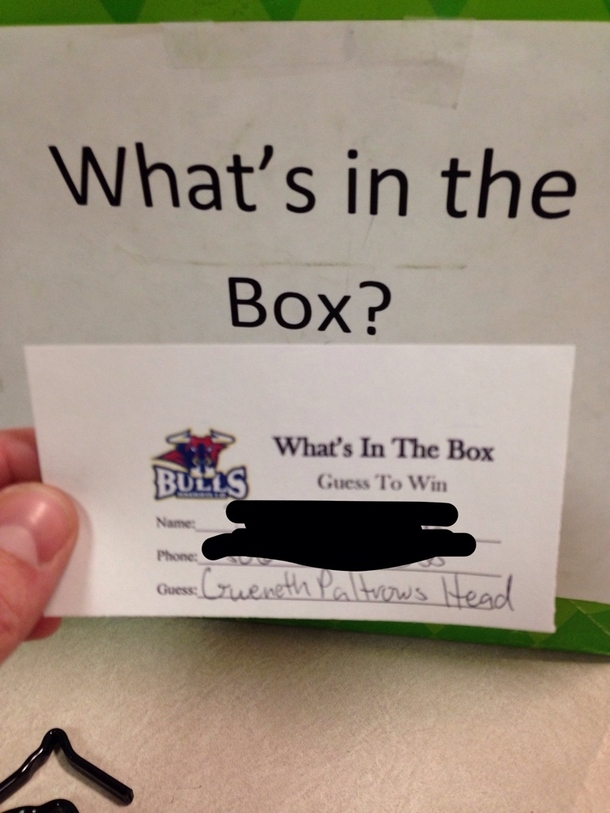 What's in the
Box?
BULLS
What's In The Box
Guess To Win
Name:
Phone:
Guess: Gweneth Paltrows Head